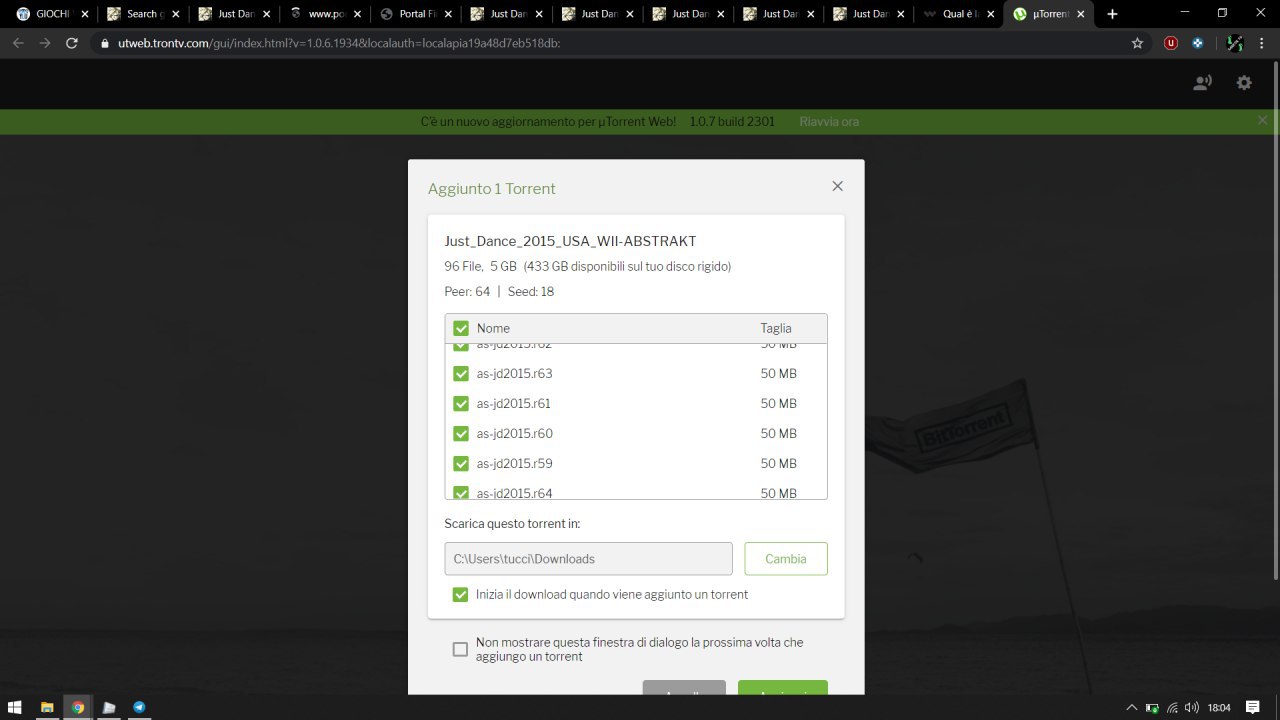 GIOCHI
Search g
Just Dan
www.po
Portal Fi
Just Dan
Just Dan
Just Dan
Just Dan
Just Dan
Qual è l
µTorrent
utweb.trontv.com/gui/index.html?v=1.0.6.1934&localauth=localapia19a48d7eb518db:
C'è un nuovo aggiornamento per µTorrent Web! 1.0.7 build 2301 Riavvia ora
Aggiunto 1 Torrent
Just_Dance_2015_USA_WII-ABSTRAKT
96 File, 5 GB (433 GB disponibili sul tuo disco rigido)
Peer: 64 | Seed: 18
Nome Taglia
as-jd2015.r62 50 MB
as-jd2015.r63 50 MB
as-jd2015.r61 50 MB
as-jd2015.r60 50 MB
as-jd2015.r59 50 MB
as-jd2015.r64 50 MB
BitTorrent
Scarica questo torrent in:
C:\Users\tucci\Downloads Cambia
Inizia il download quando viene aggiunto un torrent
Non mostrare questa finestra di dialogo la prossima volta che
aggiungo un torrent
18:04